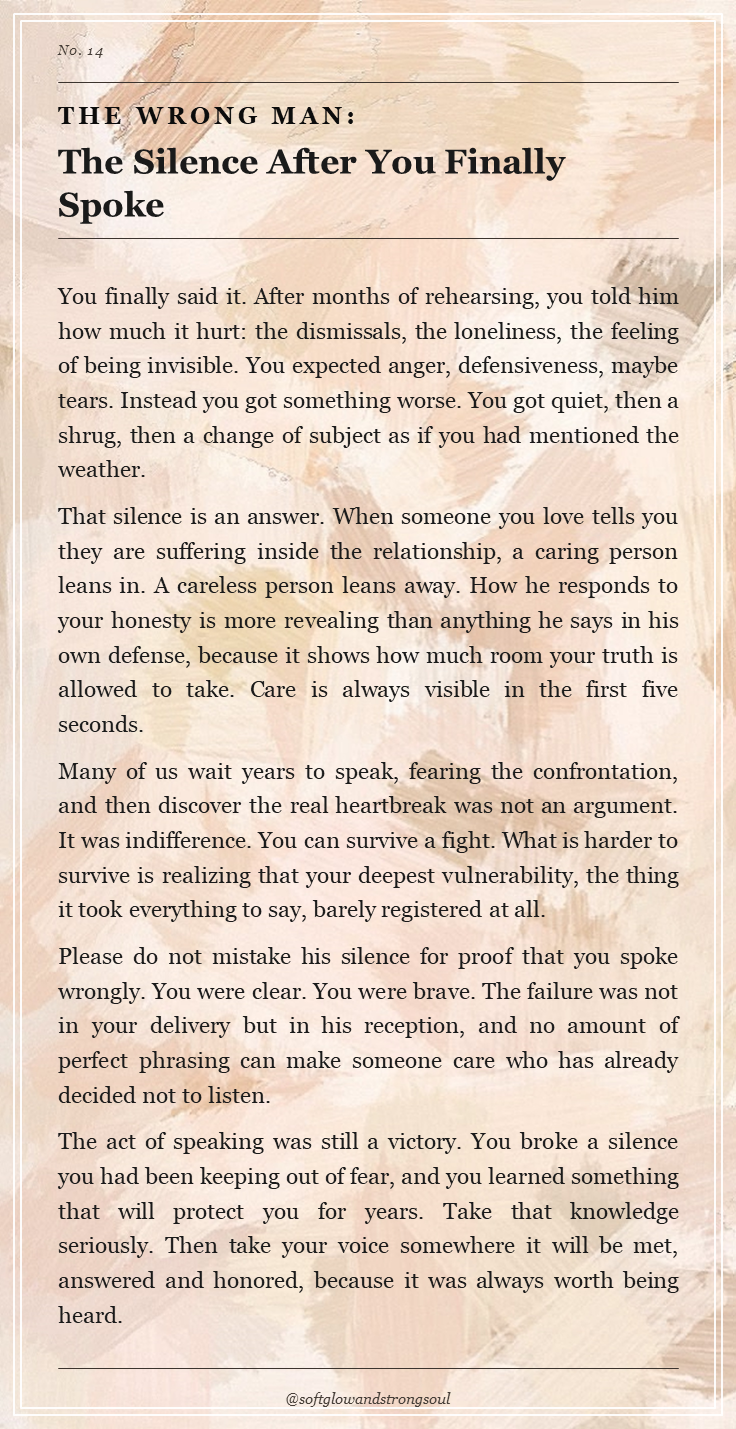 No. 14
THE WRONG MAN:
The Silence After You Finally
Spoke
You finally said it. After months of rehearsing, you told him
how much it hurt: the dismissals, the loneliness, the feeling
of being invisible. You expected anger, defensiveness, maybe
tears. Instead you got something worse. You got quiet, then a
shrug, then a change of subject as if you had mentioned the
weather.
That silence is an answer. When someone you love tells you
they are suffering inside the relationship, a caring person
leans in. A careless person leans away. How he responds to
your honesty is more revealing than anything he says in his
own defense, because it shows how much room your truth is
allowed to take. Care is always visible in the first five
seconds.
Many of us wait years to speak, fearing the confrontation,
and then discover the real heartbreak was not an argument.
It was indifference. You can survive a fight. What is harder to
survive is realizing that your deepest vulnerability, the thing
it took everything to say, barely registered at all.
Please do not mistake his silence for proof that you spoke
wrongly. You were clear. You were brave. The failure was not
in your delivery but in his reception, and no amount of
perfect phrasing can make someone care who has already
decided not to listen.
The act of speaking was still a victory. You broke a silence
you had been keeping out of fear, and you learned something
that will protect you for years. Take that knowledge
seriously. Then take your voice somewhere it will be met,
answered and honored, because it was always worth being
heard.
@softglowandstrongsoul